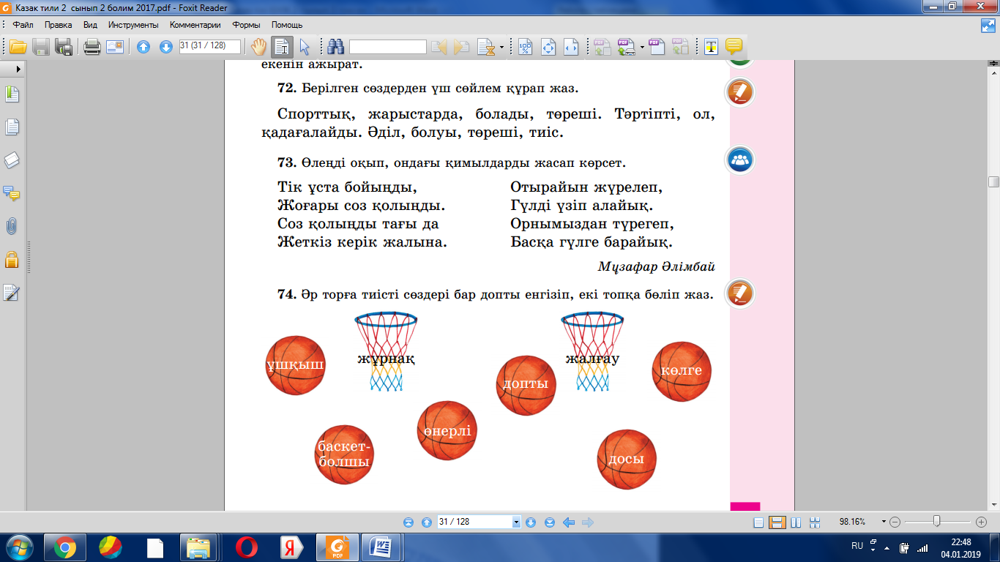 Казак тили 2 сынып 2 болим 2017.pdf - Foxit Reader
Файл Правка Вид Инструменты Комментарии Формы Помощь
31 (31 / 128)
екенін ажырат.
72. Берілген сөздерден үш сөйлем құрап жаз.
Спорттық, жарыстарда, болады, төреші. Тәртіпті, ол,
қадағалайды. Әділ, болуы, төреші, тиіс.
73. Өлеңді оқып, ондағы қимылдарды жасап көрсет.
Тік ұста бойыңды,
Жоғары соз қолыңды.
Соз қолыңды тағы да
Жеткіз керік жалына.
Отырайын жүрелеп,
Гүлді үзіп алайық.
Орнымыздан түрегеп,
Басқа гүлге барайық.
Мұзафар Әлімбай
74. Әр торға тиісті сөздері бар допты енгізіп, екі топқа бөліп жаз.
ұшқыш
жұрнақ
допты
жалғау
көлге
өнерлі
баскет-
болшы
досы
31 / 128
98.16%
RU
22:48
04.01.2019